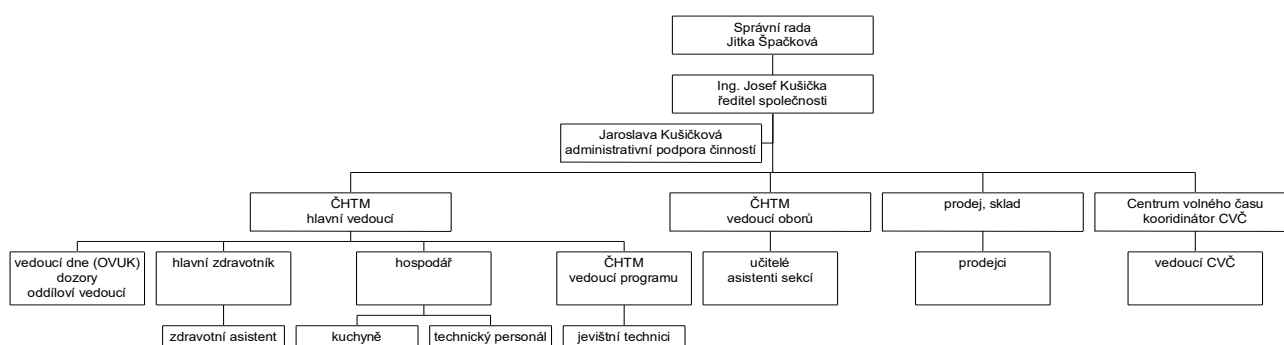 Správní rada
Jitka Špačková
Ing. Josef Kušička
ředitel společnosti
Jaroslava Kušičková
administrativní podpora činností
ČHTM
hlavní vedoucí
ČHTM
vedoucí oborů
prodej, sklad
Centrum volného času
kooridinátor CVČ
vedoucí dne (OVUK)
dozory
oddíloví vedoucí
hlavní zdravotník
hospodář
ČHTM
vedoucí programu
učitelé
asistenti sekcí
prodejci
vedoucí CVČ
zdravotní asistent
kuchyně
technický personál
jevištní technici